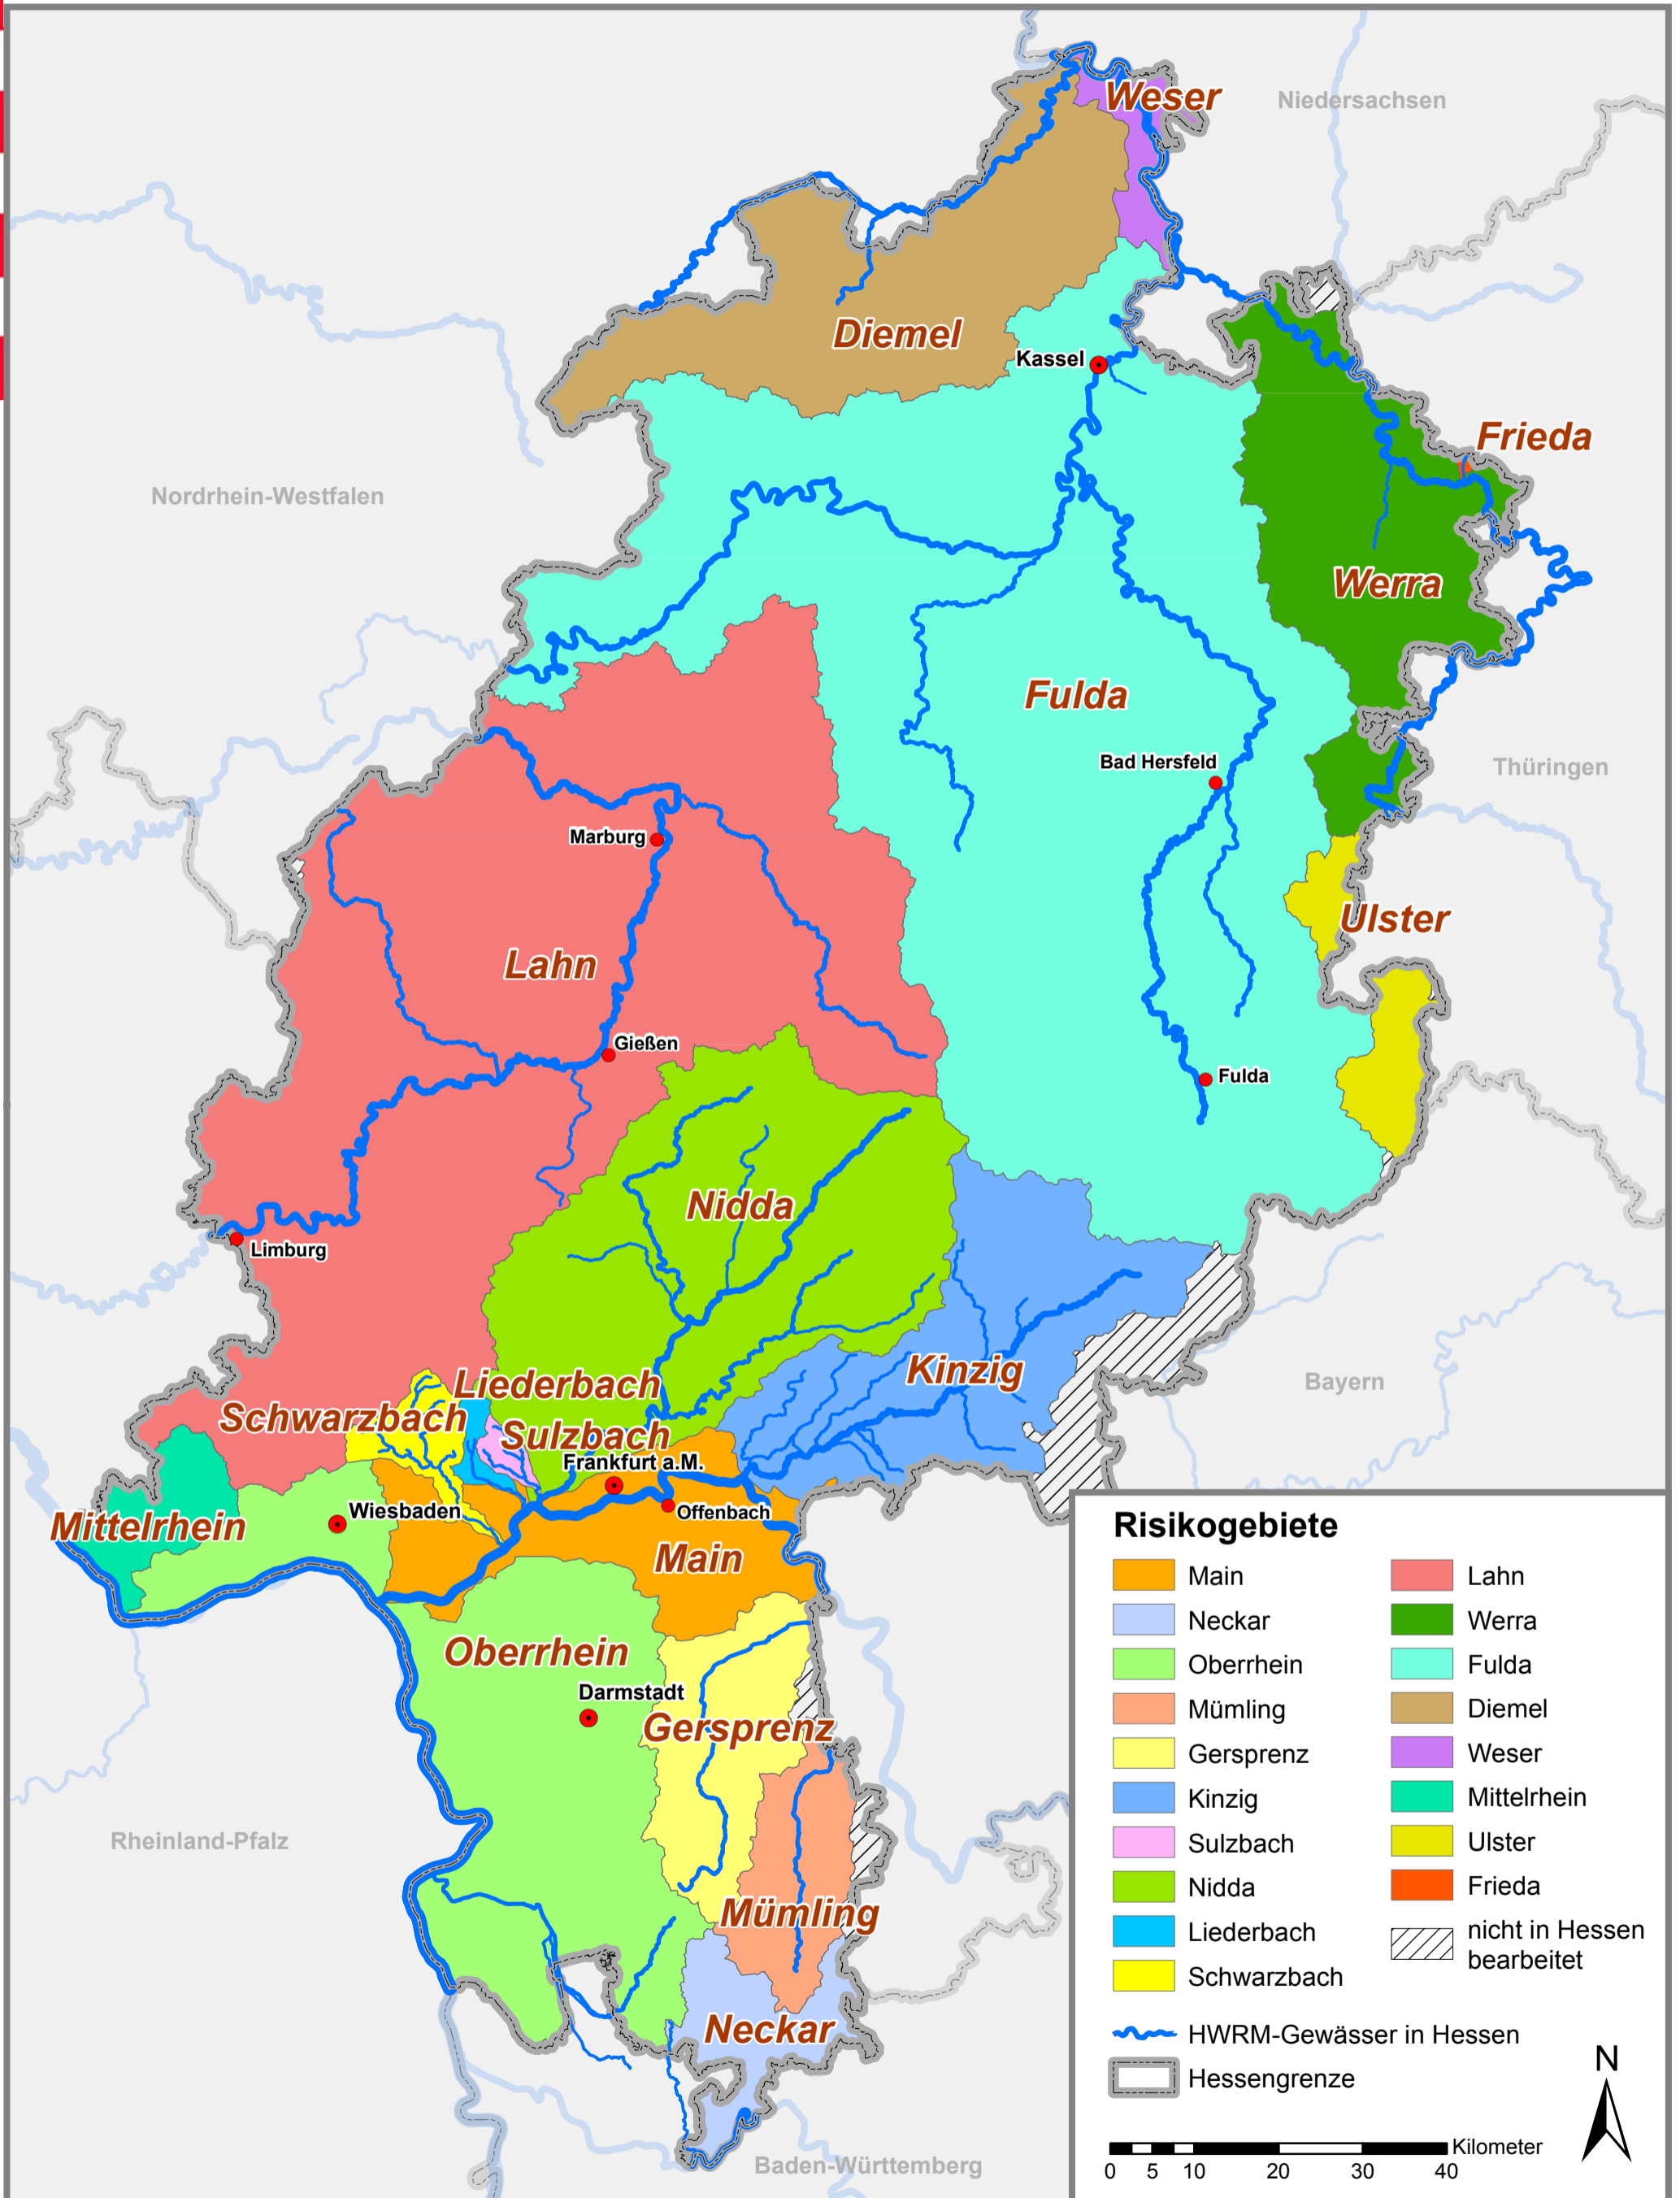 Weser
Niedersachsen
Diemel
Kassel
Frieda
Nordrhein-Westfalen
Werra
Fulda
Bad Hersfeld
Thüringen
Marburg
Ulster
Lahn
Gießen
Fulda
Nidda
Limburg
Kinzig
Bayern
Liederbach
Schwarzbach
Sulzbach
Frankfurt a.M.
Wiesbaden
Offenbach
Mittelrhein
Main
Oberrhein
Darmstadt
Gersprenz
Rheinland-Pfalz
Mümling
Neckar
Baden-Württemberg
Risikogebiete
Main
Neckar
Oberrhein
Mümling
Gersprenz
Kinzig
Sulzbach
Nidda
Liederbach
Schwarzbach
Lahn
Werra
Fulda
Diemel
Weser
Mittelrhein
Ulster
Frieda
nicht in Hessen
bearbeitet
HWRM-Gewässer in Hessen
Hessengrenze
N
Kilometer
0 5 10 20 30 40